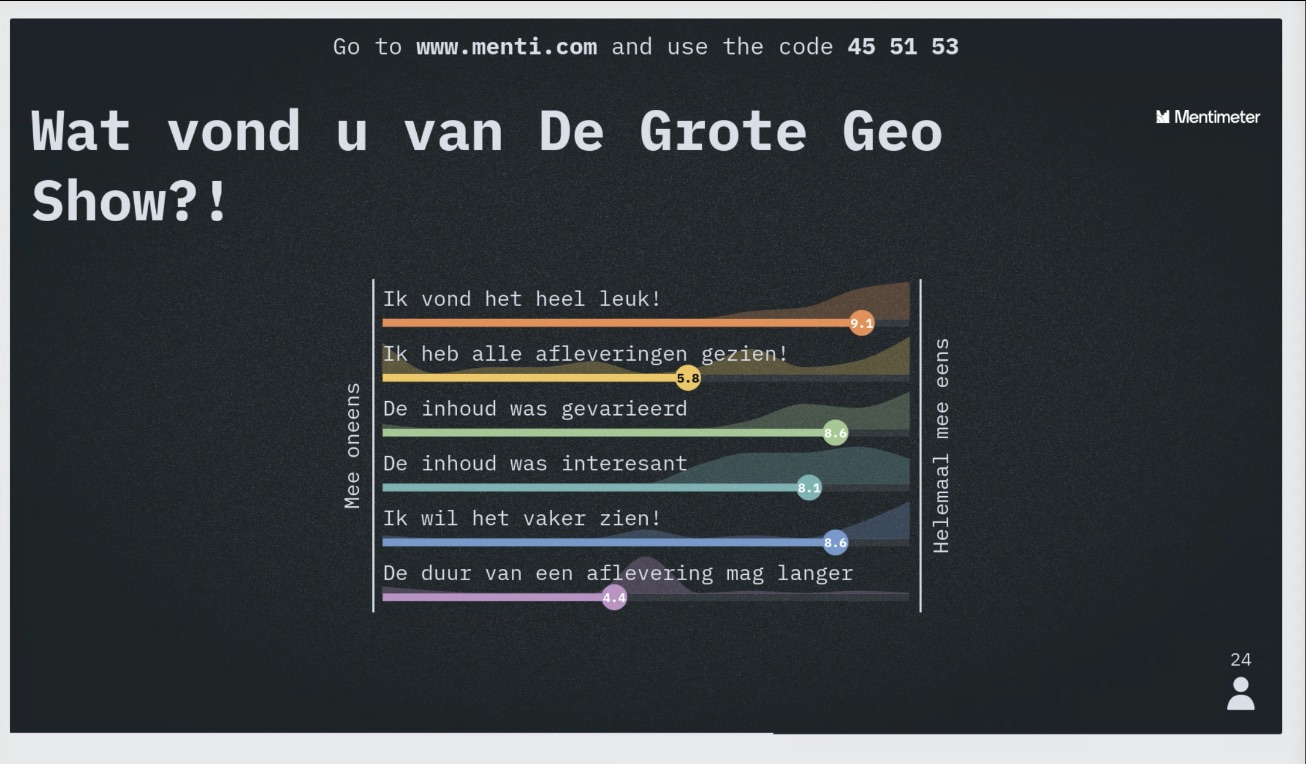 Go to www.menti.com and use the code 45 51 53
Wat vond u van De Grote Geo
Show?!
Mentimeter
Mee oneens
Ik vond het heel leuk!
9.1
Ik heb alle afleveringen gezien!
5.8
De inhoud was gevarieerd
8.6
De inhoud was interesant
8.1
Ik wil het vaker zien!
8.6
De duur van een aflevering mag langer
4.4
Helemaal mee eens
24